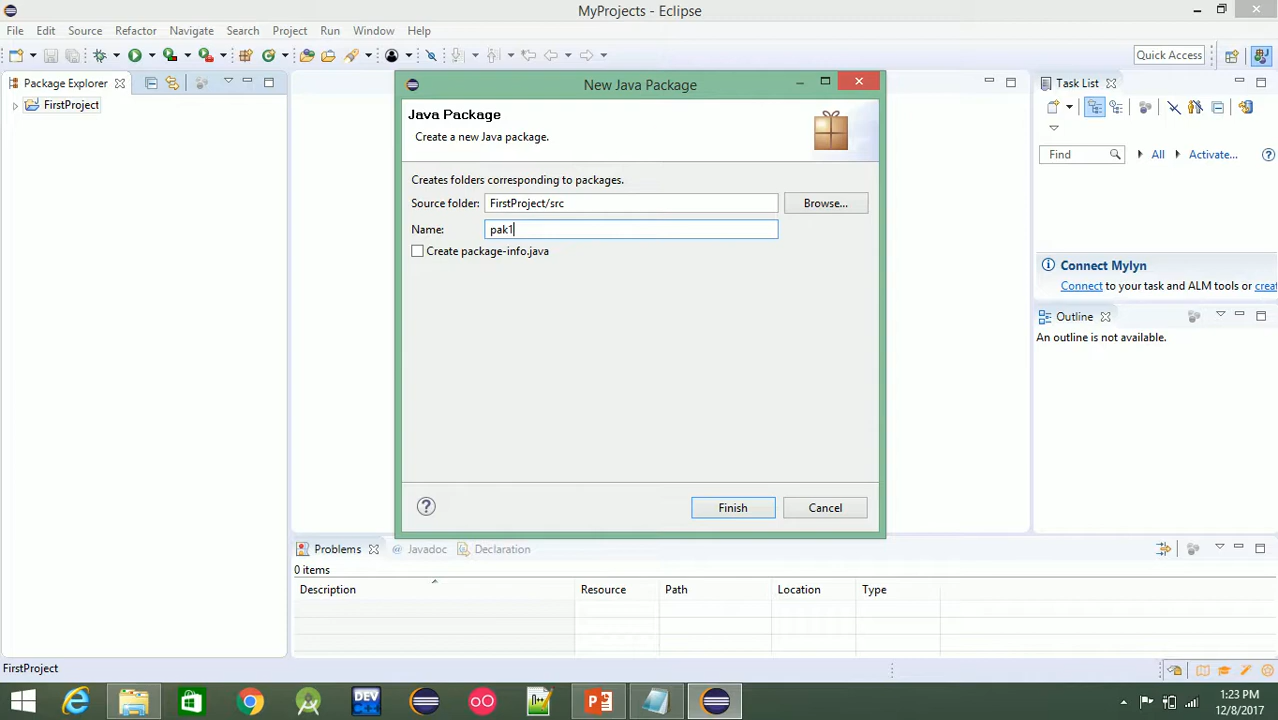 MyProjects - Eclipse
File Edit Source Refactor Navigate Search Project Run Window Help
Quick Access
Package Explorer
FirstProject
New Java Package
Java Package
Create a new Java package.
Creates folders corresponding to packages.
Source folder: FirstProject/src Browse...
Name: pak1
Create package-info.java
Finish Cancel
Task List
Find All Activate...
Connect Mylyn
Connect to your task and ALM tools or creat
Outline
An outline is not available.
Problems @ Javadoc Declaration
0 items
Description Resource Path Location Type
FirstProject
DEV
1:23 PM
12/8/2017